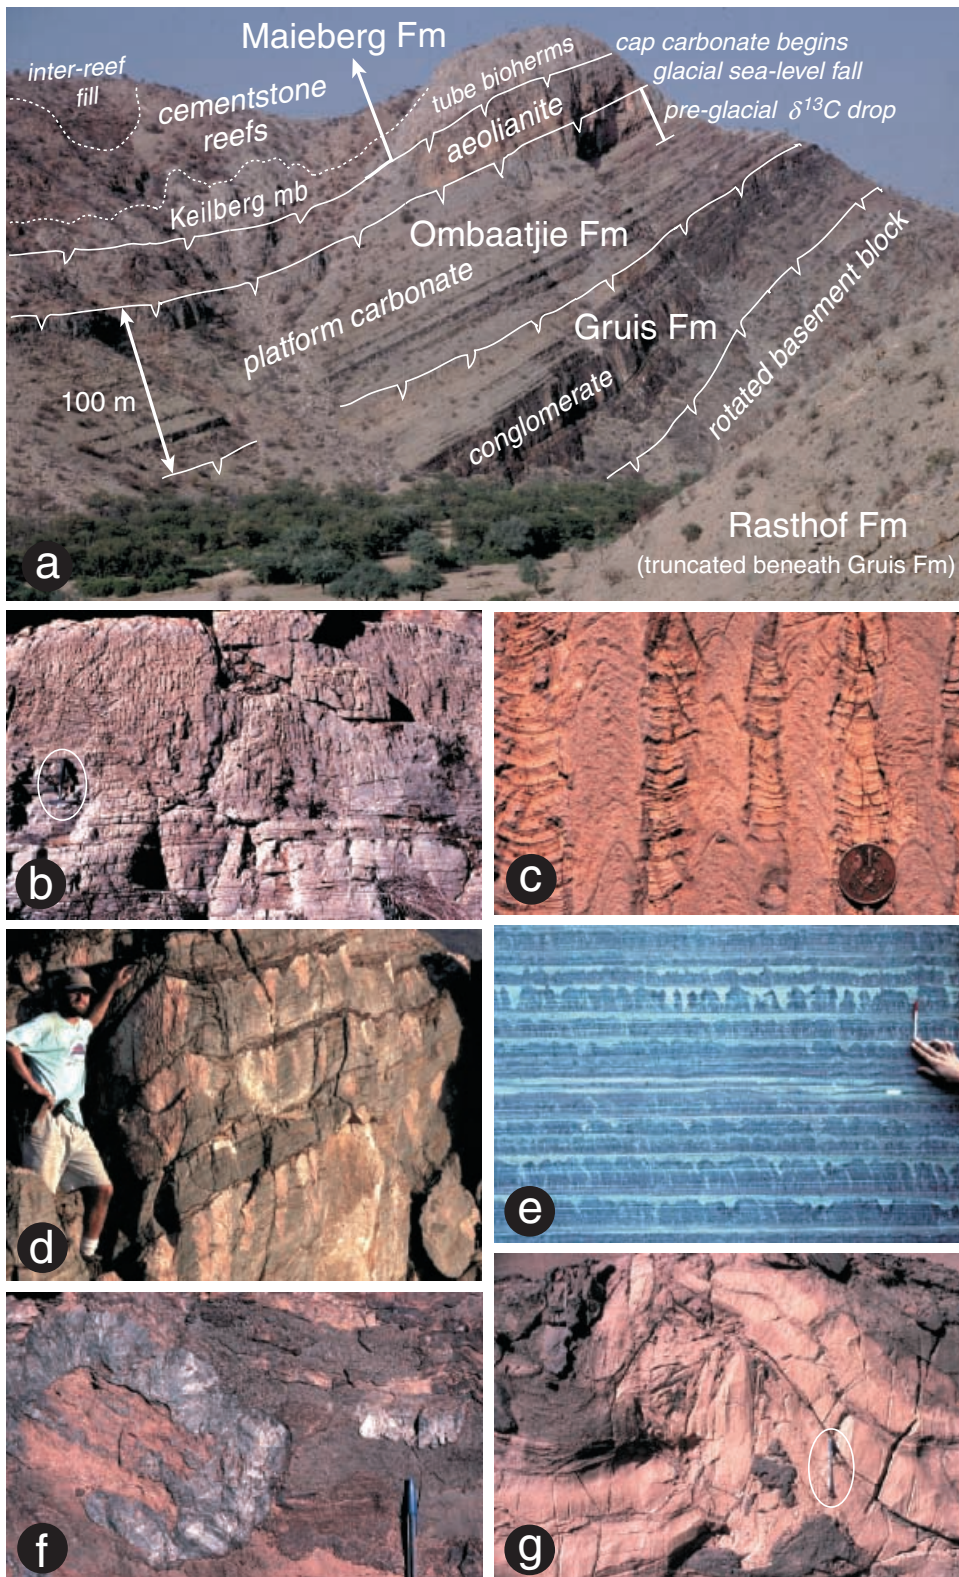 Maieberg Fm
inter-reef
fill
cementstone
reefs
tube bioherms
cap carbonate begins
glacial sea-level fall
pre-glacial δ13C drop
aeolianite
Keilberg mb
Ombaatjie Fm
platform carbonate
Gruis Fm
100 m
conglomerate
rotated basement block
Rasthof Fm
(truncated beneath Gruis Fm)
a
b
c
d
e
f
g